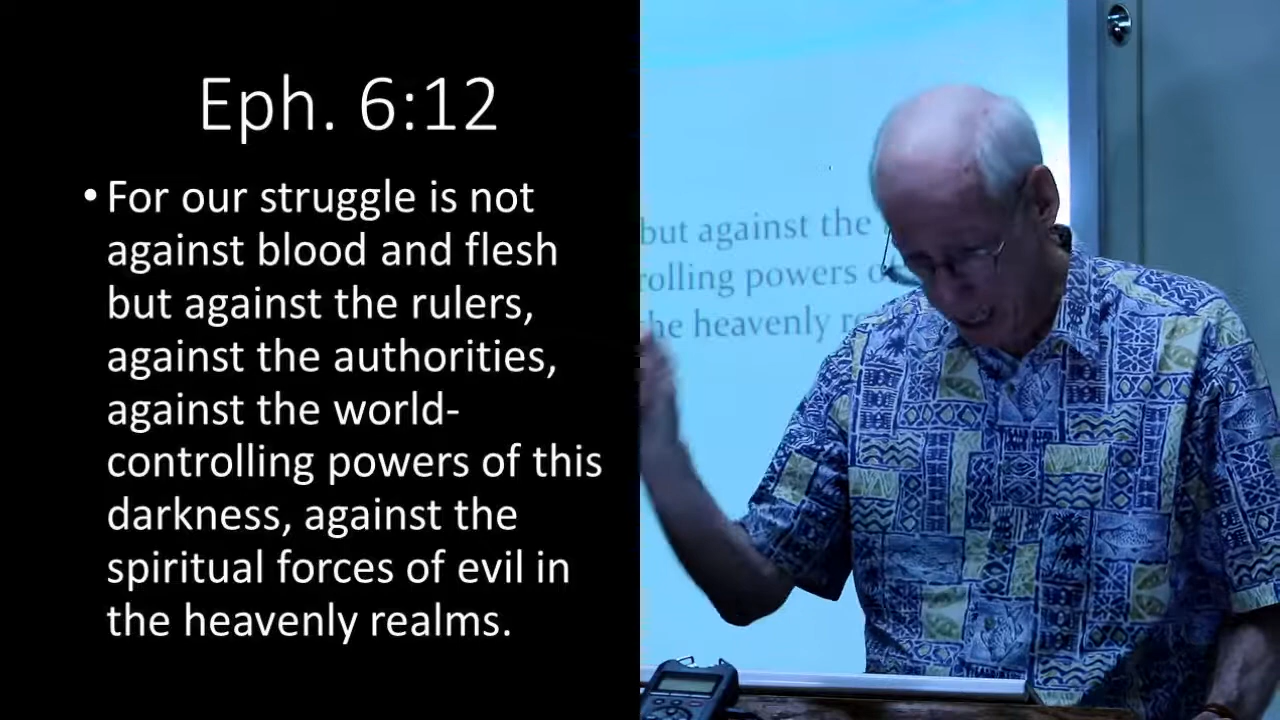 Eph. 6:12
• For our struggle is not
against blood and flesh
but against the rulers,
against the authorities,
against the world-
controlling powers of this
darkness, against the
spiritual forces of evil in
the heavenly realms.
but against the
rolling powers
he heavenly